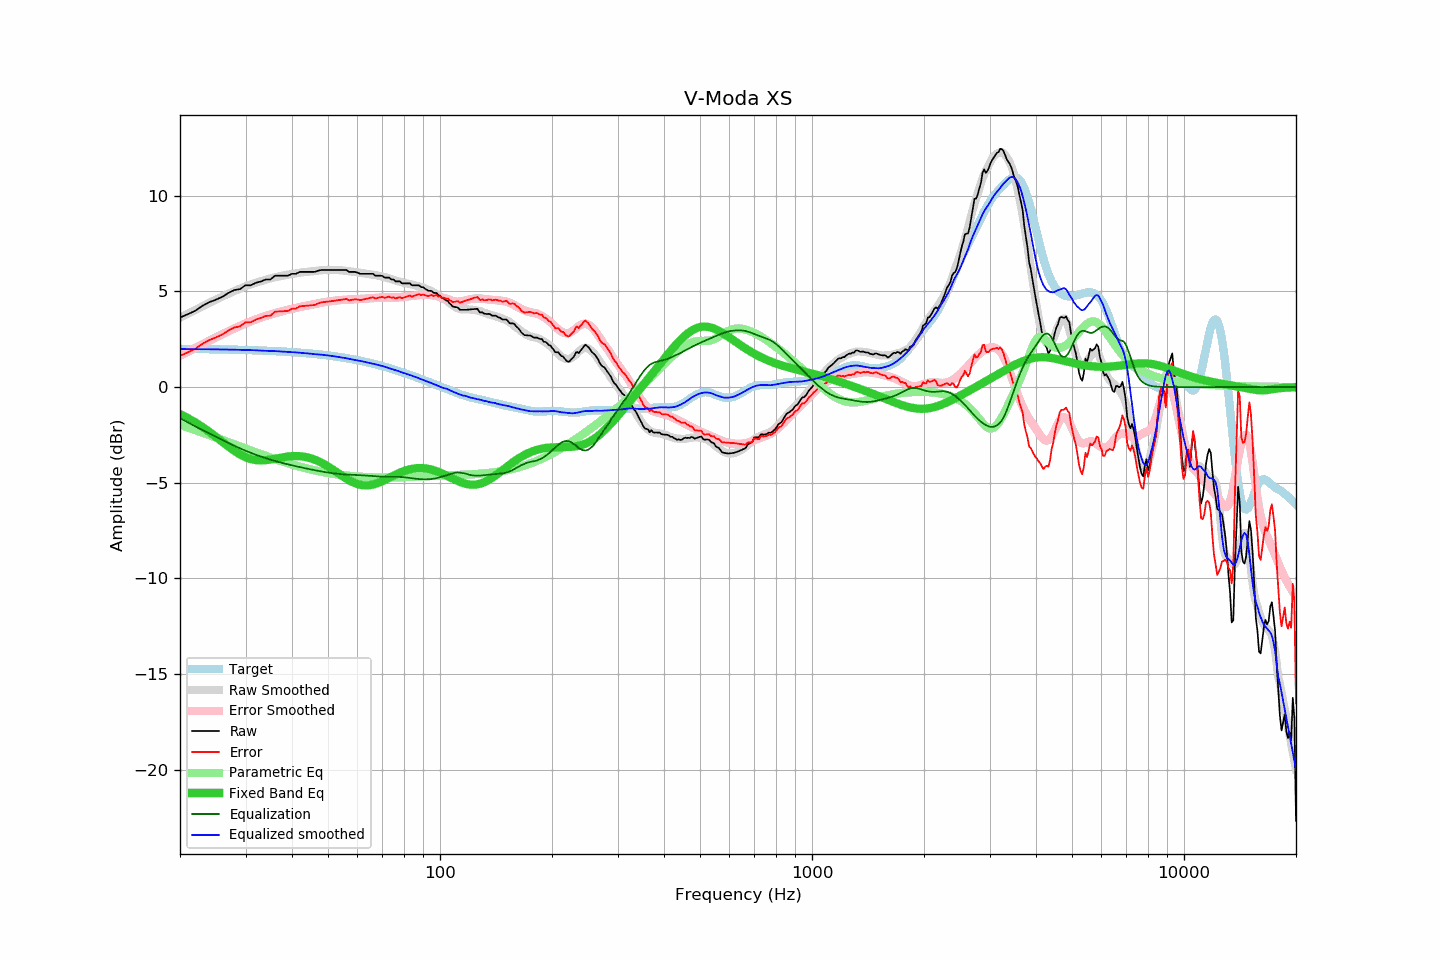 V-Moda XS
Amplitude (dBr)
10
5
0
−5
−10
−15
−20
Target
Raw Smoothed
Error Smoothed
Raw
Error
Parametric Eq
Fixed Band Eq
Equalization
Equalized smoothed
100
1000
10000
Frequency (Hz)